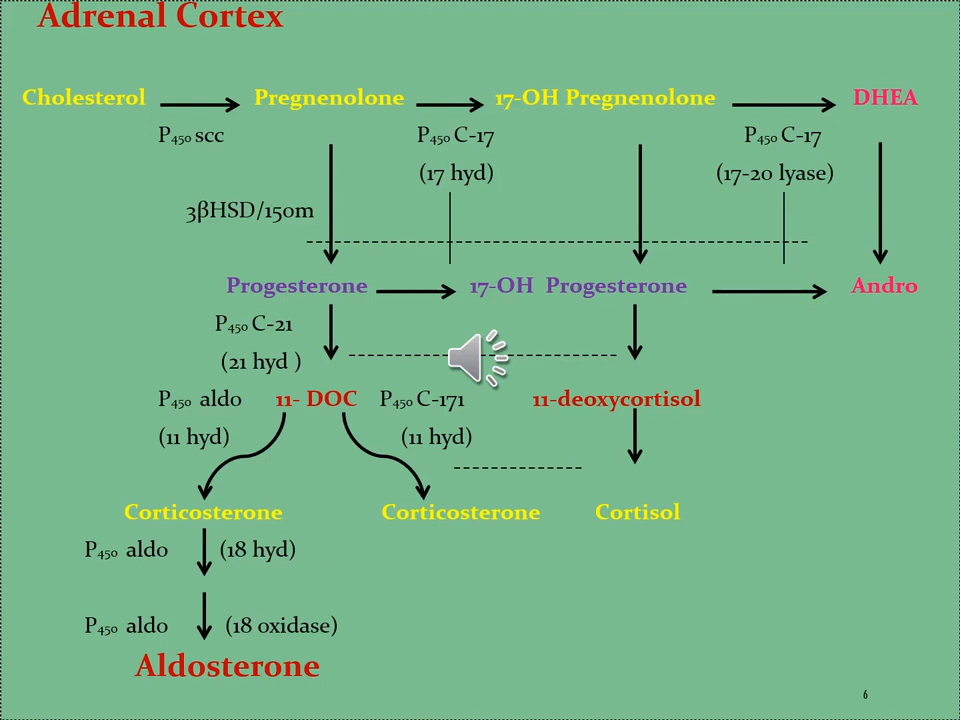 Adrenal Cortex
Cholesterol Pregnenolone 17-OH Pregnenolone DHEA
P450 scc P450 C-17 P450 C-17
(17 hyd) (17-20 lyase)
3βHSD/150m
Progesterone 17-OH Progesterone Andro
P450 C-21
(21 hyd )
P450 aldo 11- DOC P450 C-171 11-deoxycortisol
(11 hyd) (11 hyd)
Corticosterone Corticosterone Cortisol
P450 aldo (18 hyd)
P450 aldo (18 oxidase)
Aldosterone
6